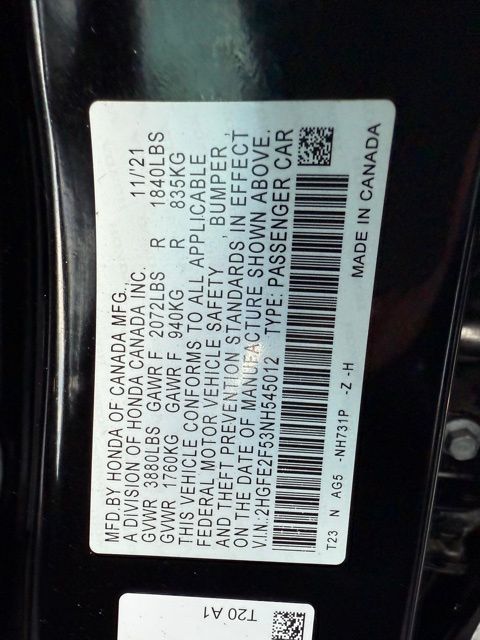 MFD. BY HONDA OF CANADA MFG.,
A DIVISION OF HONDA CANADA INC. 11/'21
GVWR 3880LBS GAWR F 2072LBS R 1840LBS
GVWR 1760KG GAWR F 940KG R 835KG
THIS VEHICLE CONFORMS TO ALL APPLICABLE
FEDERAL MOTOR VEHICLE SAFETY , BUMPER,
AND THEFT PREVENTION STANDARDS IN EFFECT
ON THE DATE OF MANUFACTURE SHOWN ABOVE.
V.I.N.:2HGFE2F53NH545012 TYPE: PASSENGER CAR
T23 N AG5 -NH731P -Z -H
MADE IN CANADA
T20 A1